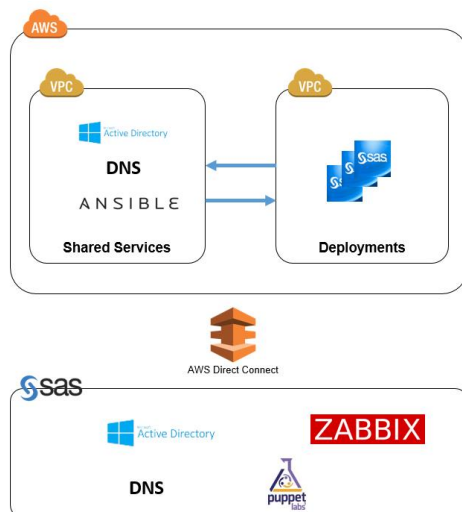 AWS
VPC
VPC
Active Directory
DNS
ANSIBLE
sas
Shared Services
Deployments
AWS Direct Connect
sas
Active Directory
ZABBIX
DNS
puppet
labs